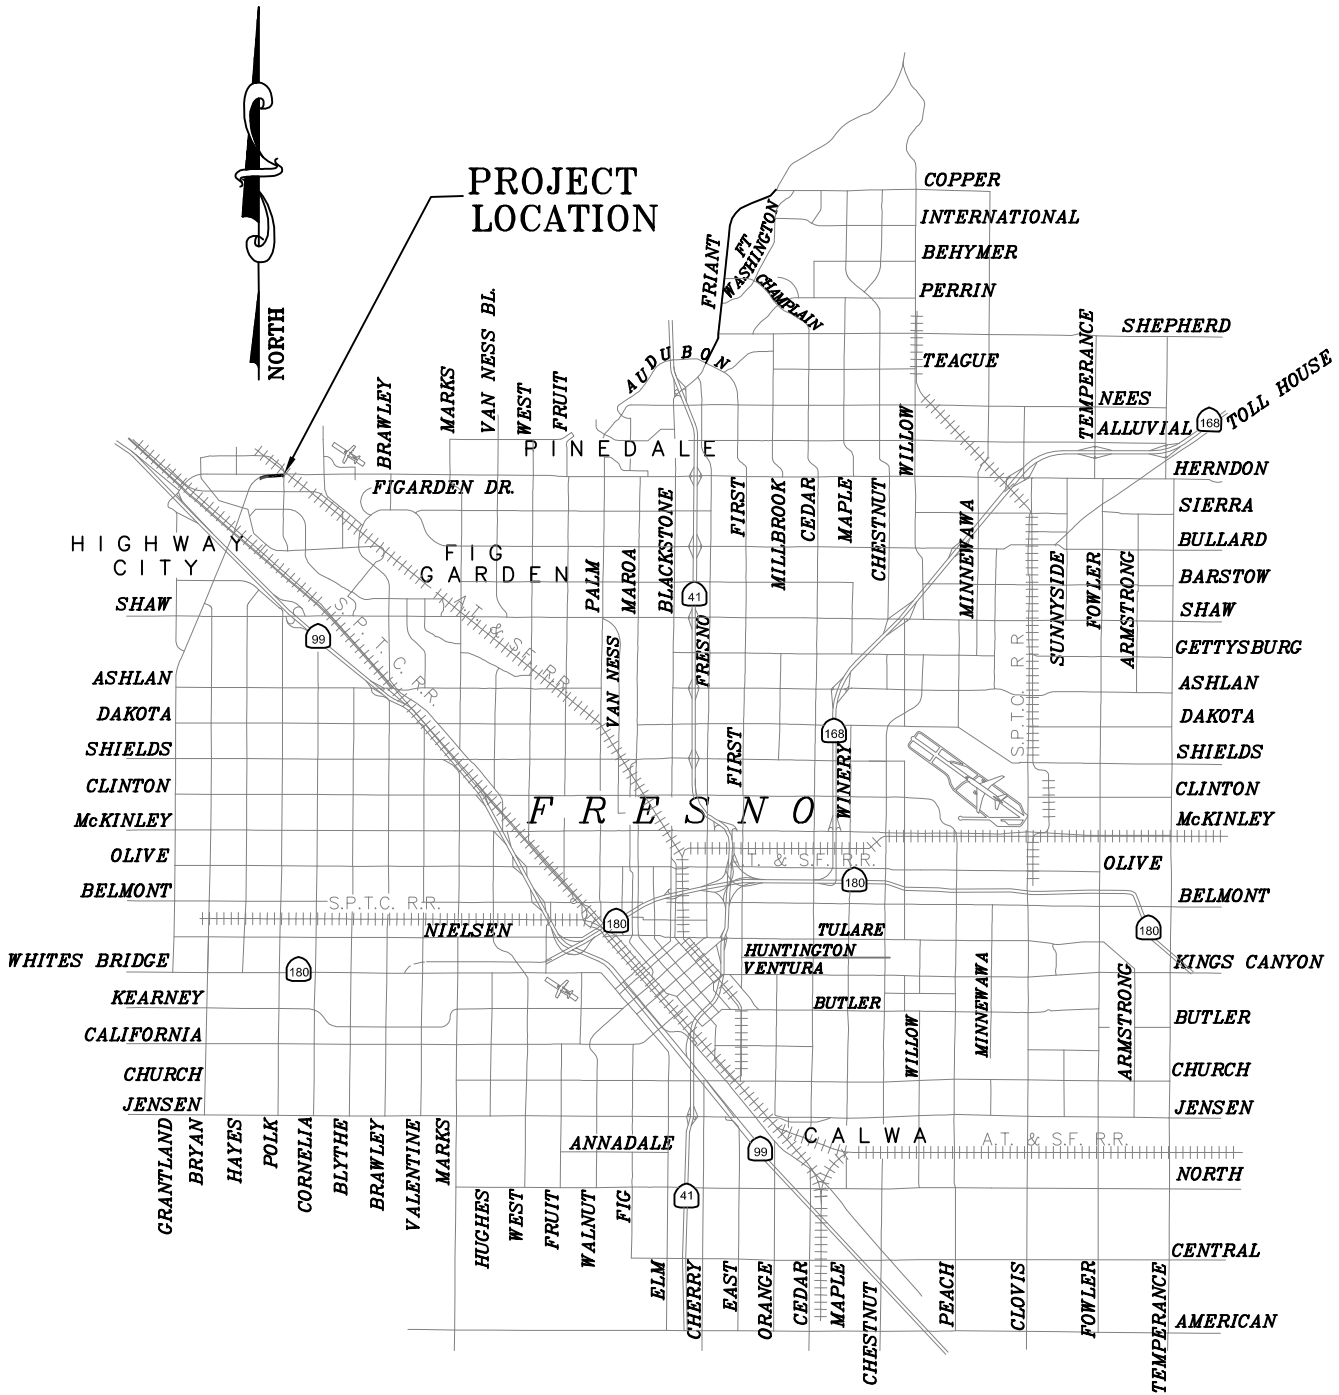 PROJECT
LOCATION
NORTH
COPPER
INTERNATIONAL
BEHYMER
PERRIN
FRIANT
FT
WASHINGTON
CHAMPLAIN
SHEPHERD
TEAGUE
TEMPERANCE
NEES
ALLUVIAL
TOLL HOUSE
168
HERNDON
AUDUBON
BRAWLEY
MARKS
VAN NESS BL.
WEST
FRUIT
PINEDALE
WILLOW
FIGARDEN DR.
HIGHWAY
CITY
FIG
GARDEN
PALM
MAROA
BLACKSTONE
FIRST
MILLBROOK
CEDAR
MAPLE
CHESTNUT
MINNEWAWA
SUNNYSIDE
FOWLER
ARMSTRONG
SIERRA
BULLARD
BARSTOW
SHAW
GETTYSBURG
ASHLAN
DAKOTA
SHIELDS
CLINTON
McKINLEY
OLIVE
BELMONT
KINGS CANYON
BUTLER
CHURCH
JENSEN
NORTH
CENTRAL
AMERICAN
SHAW
ASHLAN
DAKOTA
SHIELDS
CLINTON
McKINLEY
OLIVE
BELMONT
WHITES BRIDGE
KEARNEY
CALIFORNIA
CHURCH
JENSEN
99
S.P.T.C. R.R.
A.T. & S.F. R.R.
41
FRESNO
VAN NESS
FIRST
168
WINERY
S.P.T.C. R R
FRESNO
A.T. & S.F. R.R.
180
180
180
180
S.P.T.C. R.R.
NIELSEN
TULARE
HUNTINGTON
VENTURA
BUTLER
WILLOW
MINNEWAWA
ARMSTRONG
CALWA
A.T. & S.F. R.R.
ANNADALE
99
41
GRANTLAND
BRYAN
HAYES
POLK
CORNELIA
BLYTHE
BRAWLEY
VALENTINE
MARKS
HUGHES
WEST
FRUIT
WALNUT
FIG
ELM
CHERRY
EAST
ORANGE
CEDAR
MAPLE
CHESTNUT
PEACH
CLOVIS
FOWLER
TEMPERANCE